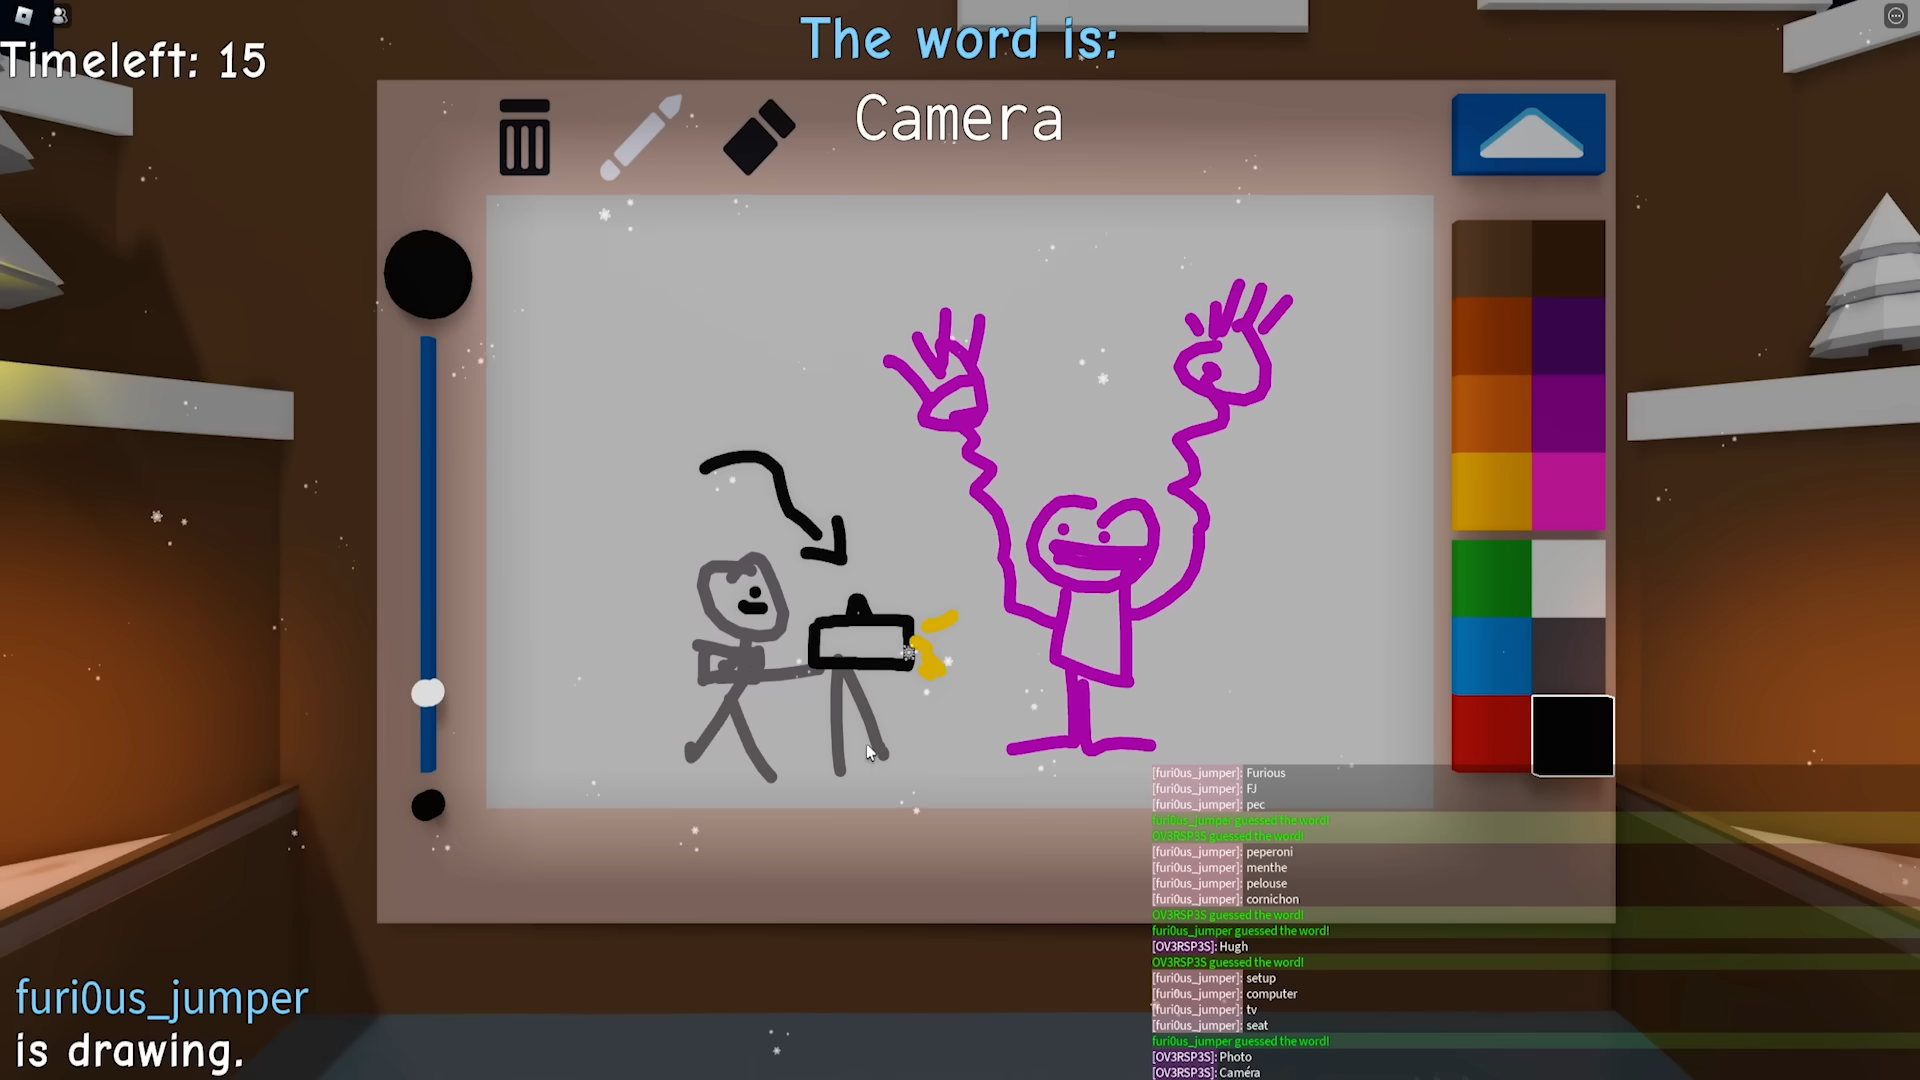 The word is:
Timeleft: 15
Camera
[furi0us_jumper]: Furious
[furi0us_jumper]: FJ
[furi0us_jumper]: pec
furi0us_jumper guessed the word!
OV3RSP3S guessed the word!
[furi0us_jumper]: peperoni
[furi0us_jumper]: menthe
[furi0us_jumper]: pelouse
[furi0us_jumper]: cornichon
OV3RSP3S guessed the word!
furi0us_jumper guessed the word!
[OV3RSP3S]: Hugh
OV3RSP3S guessed the word!
[furi0us_jumper]: setup
[furi0us_jumper]: computer
[furi0us_jumper]: tv
[furi0us_jumper]: seat
furi0us_jumper guessed the word!
[OV3RSP3S]: Photo
[OV3RSP3S]: Caméra
furi0us_jumper
is drawing.